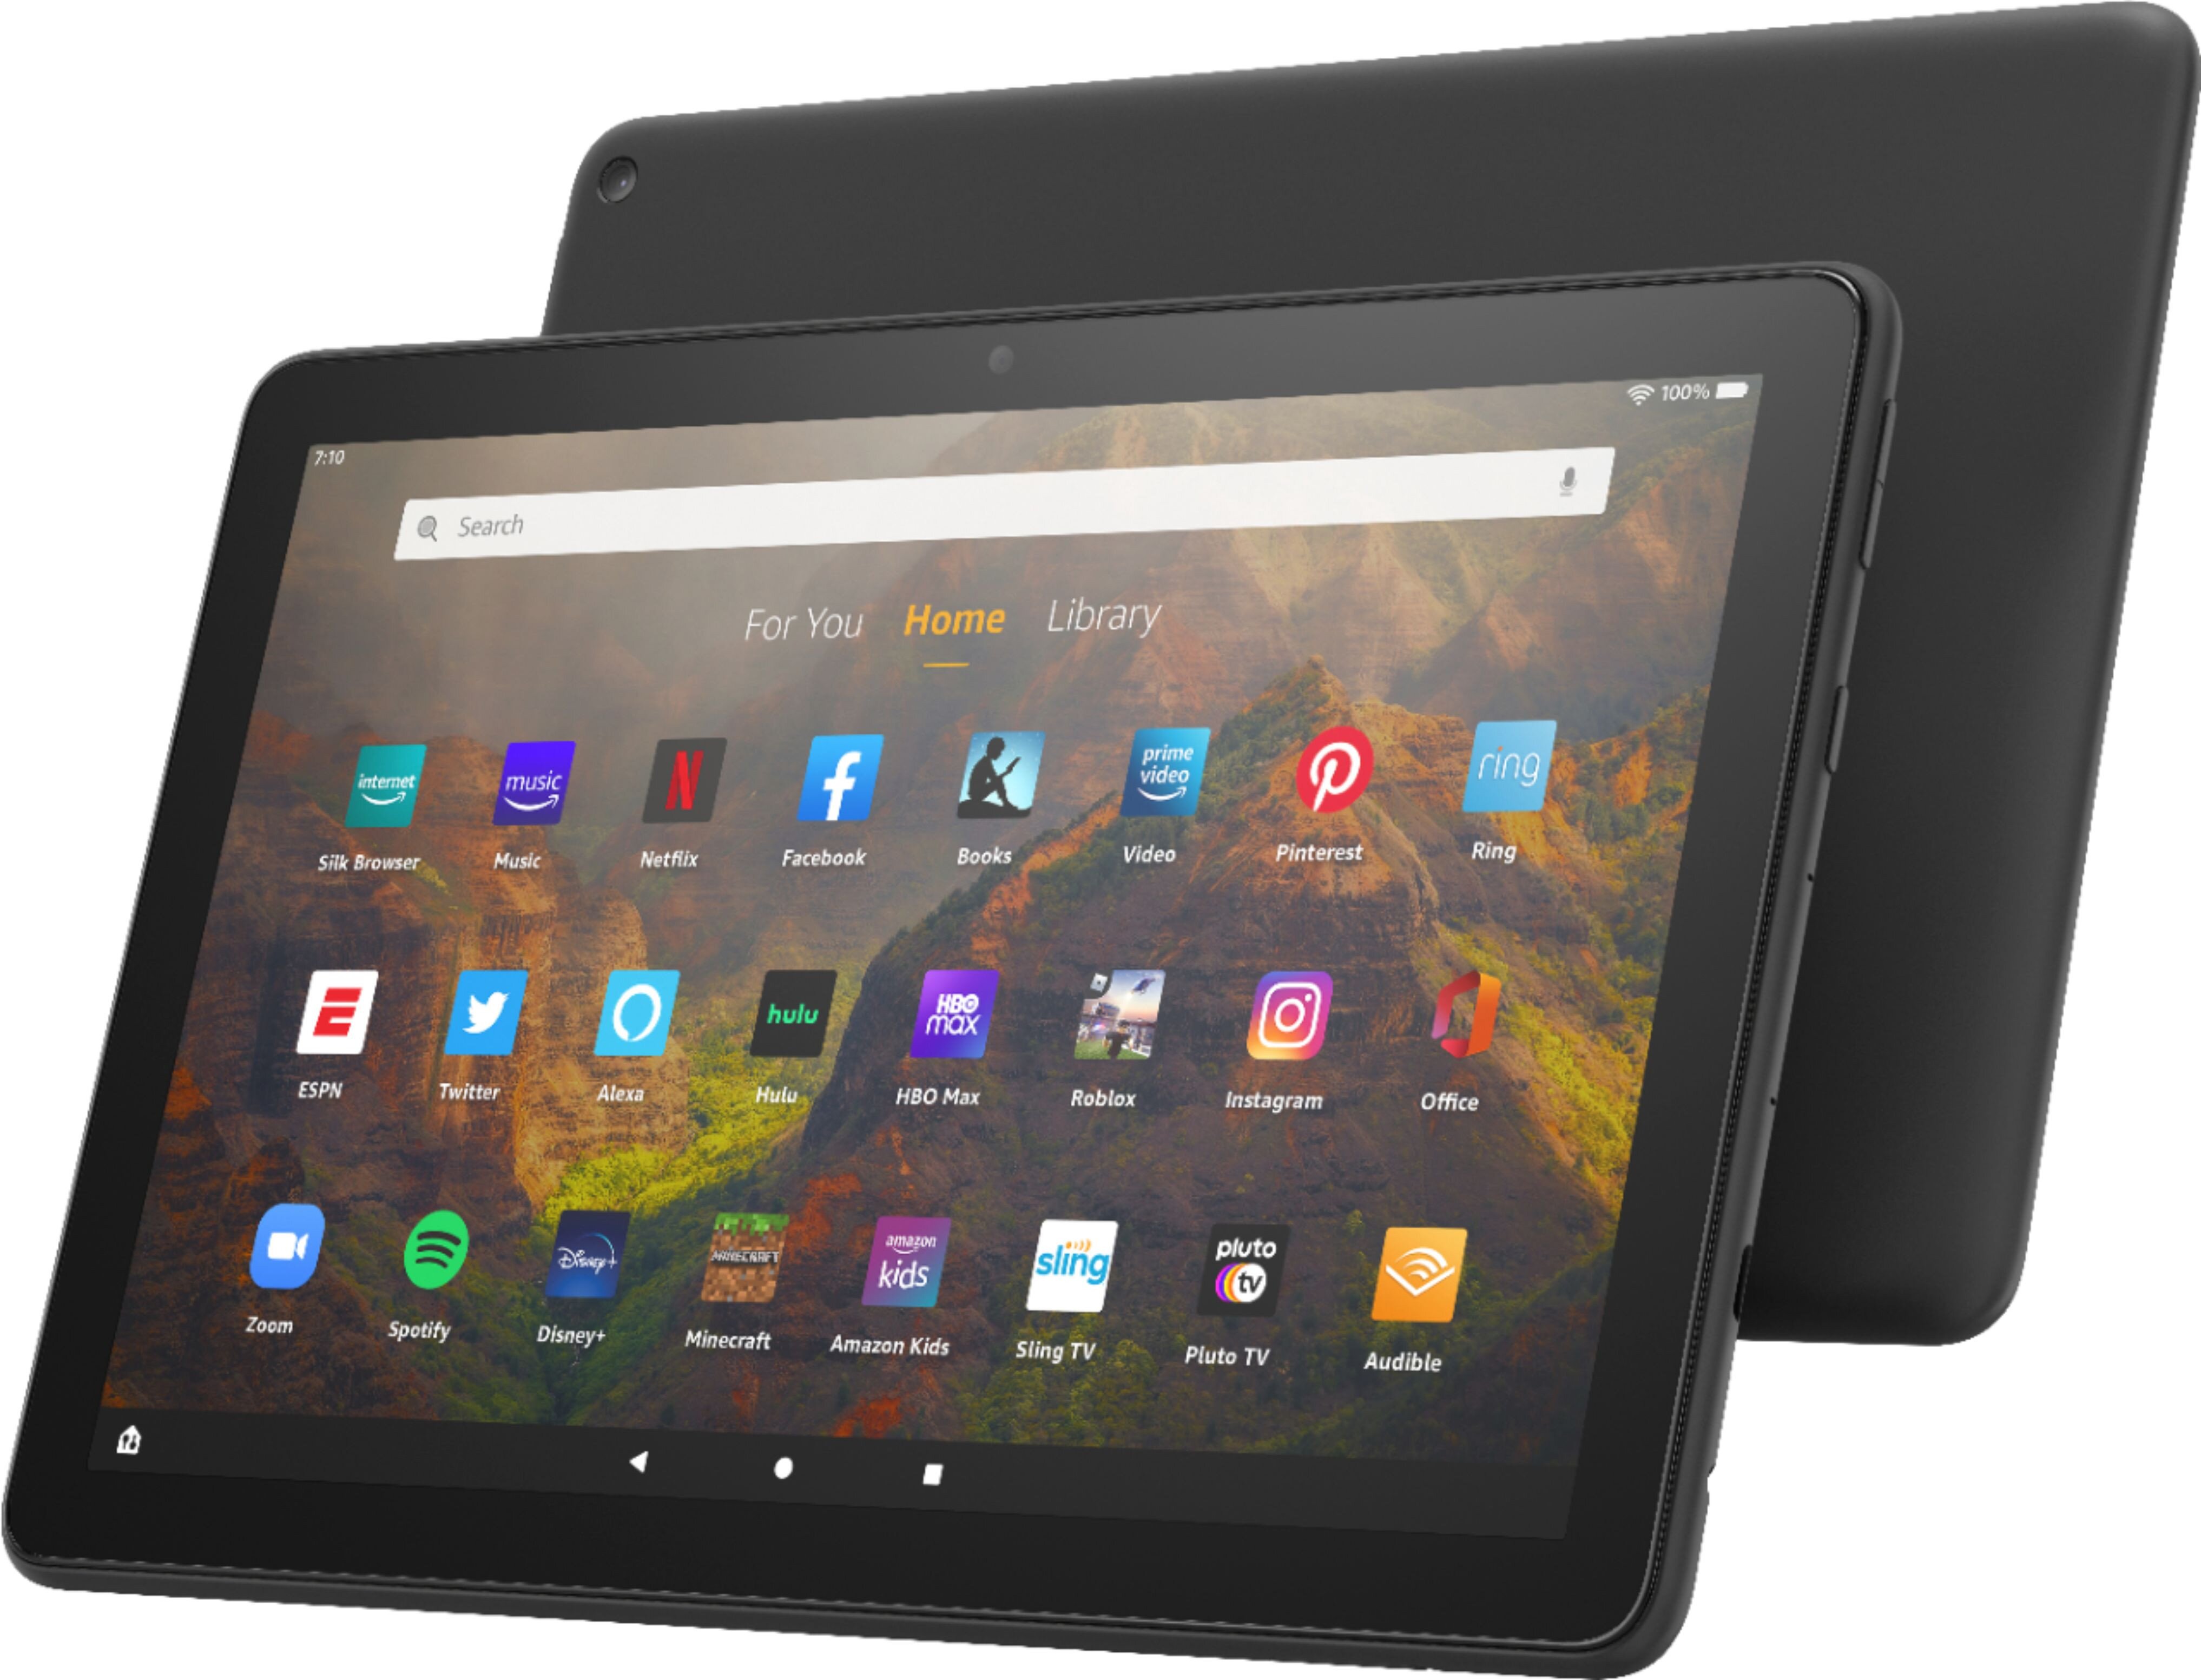 7:10
100%
Search
For You Home Library
internet
music
N
f
prime
video
ring
Silk Browser
Music
Netflix
Facebook
Books
Video
Pinterest
Ring
E
hulu
HBO
max
ESPN
Twitter
Alexa
Hulu
HBO Max
Roblox
Instagram
Office
Disney+
MINECRAFT
amazon
kids
sling
pluto
tv
Zoom
Spotify
Disney+
Minecraft
Amazon Kids
Sling TV
Pluto TV
Audible